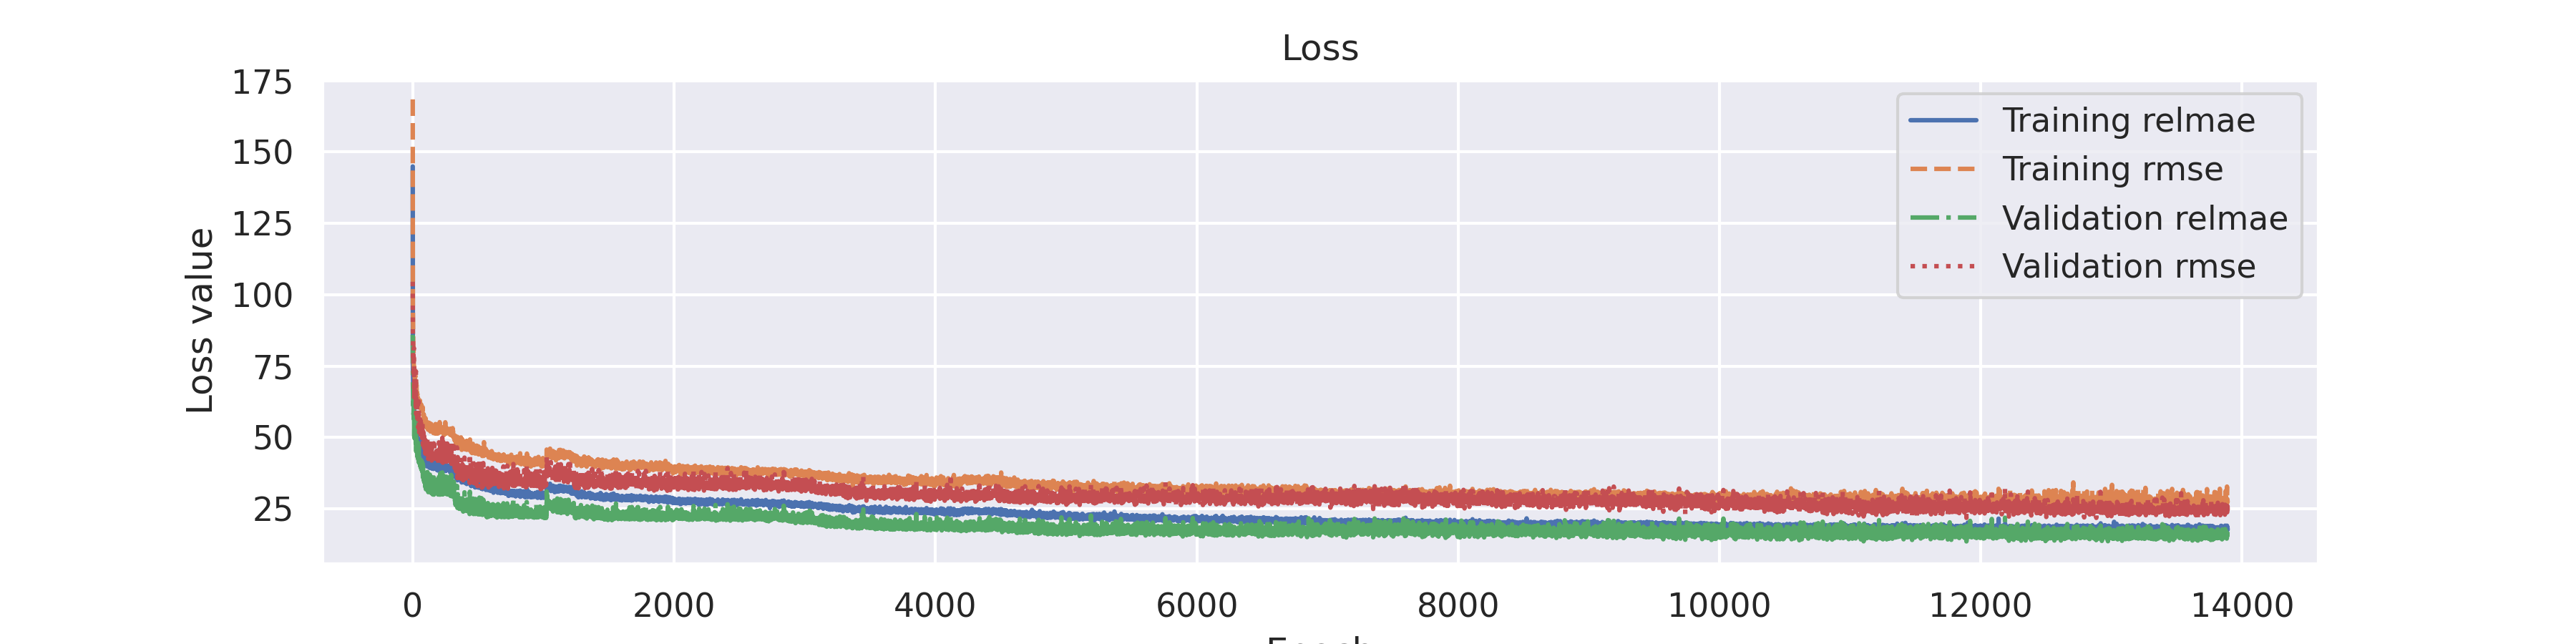 Loss
175
150
125
100
75
50
25
Loss value
Training relmae
Training rmse
Validation relmae
Validation rmse
0 2000 4000 6000 8000 10000 12000 14000